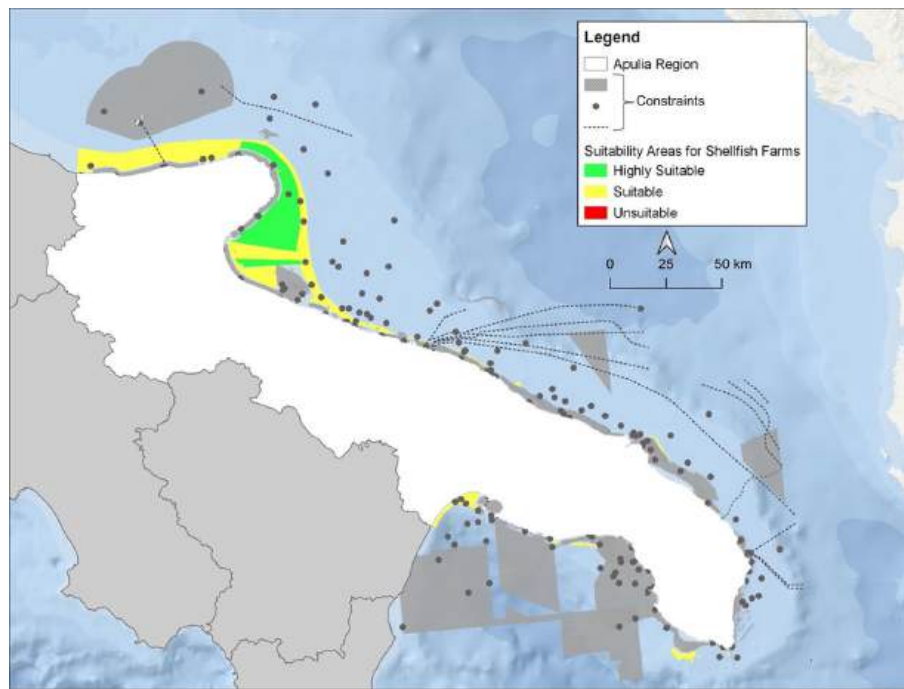 Legend
Apulia Region
Constraints
Suitability Areas for Shellfish Farms
Highly Suitable
Suitable
Unsuitable
0 25 50 km